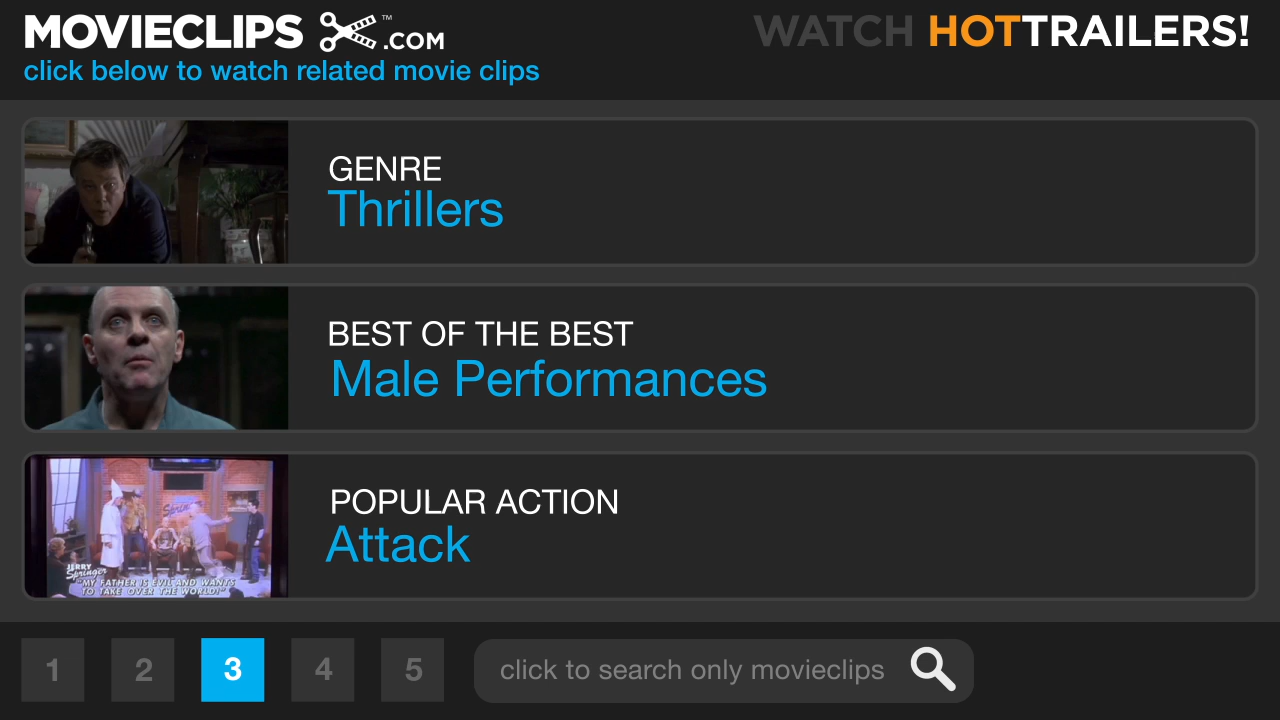 MOVIECLIPS ™ .COM
WATCH HOTTRAILERS!
click below to watch related movie clips
GENRE
Thrillers
BEST OF THE BEST
Male Performances
Springer
JERRY
Springer
"MY FATHER IS EVIL AND WANTS
TO TAKE OVER THE WORLD!"
POPULAR ACTION
Attack
1 2 3 4 5
click to search only movieclips